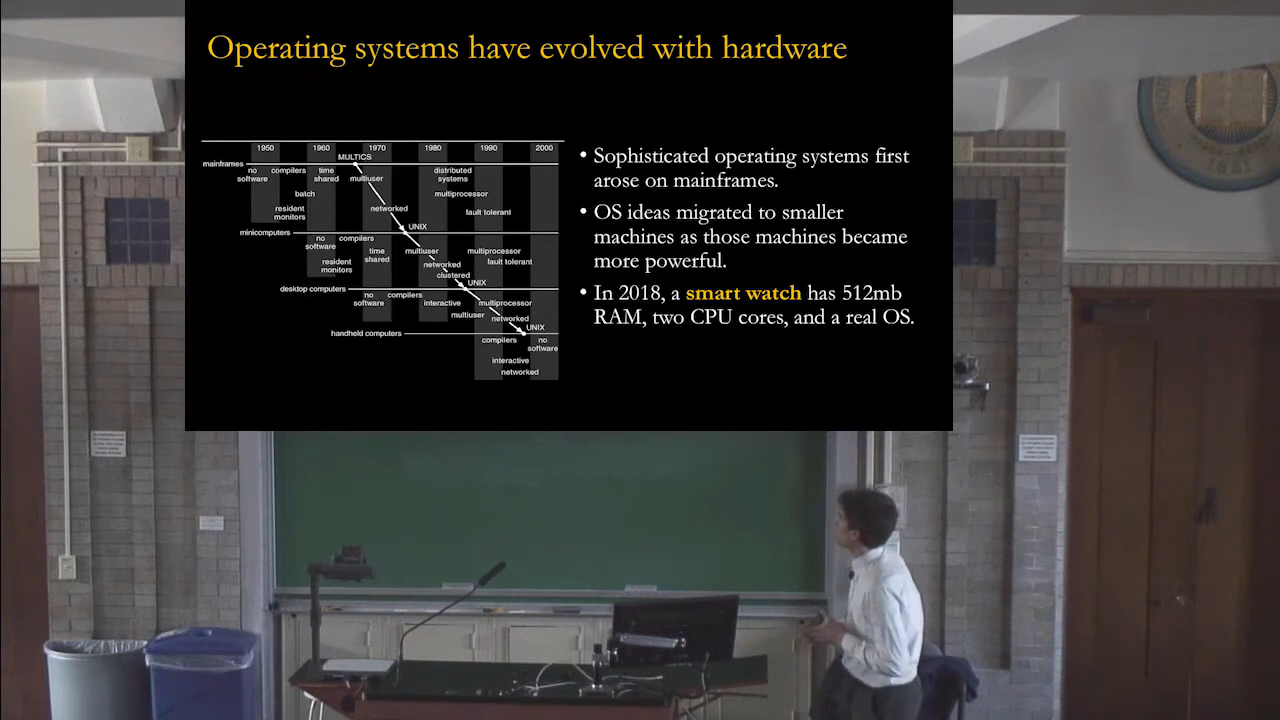 Operating systems have evolved with hardware
1950 1960 1970 1980 1990 2000
MULTICS
mainframes
no software
compilers
time shared
multiuser
distributed systems
batch
multiprocessor
resident monitors
networked
fault tolerant
UNIX
minicomputers
no software
compilers
time shared
multiuser
multiprocessor
resident monitors
networked
fault tolerant
clustered
UNIX
desktop computers
no software
compilers
interactive
multiprocessor
multiuser
networked
UNIX
handheld computers
compilers
no software
interactive
networked
• Sophisticated operating systems first
arose on mainframes.
• OS ideas migrated to smaller
machines as those machines became
more powerful.
• In 2018, a smart watch has 512mb
RAM, two CPU cores, and a real OS.